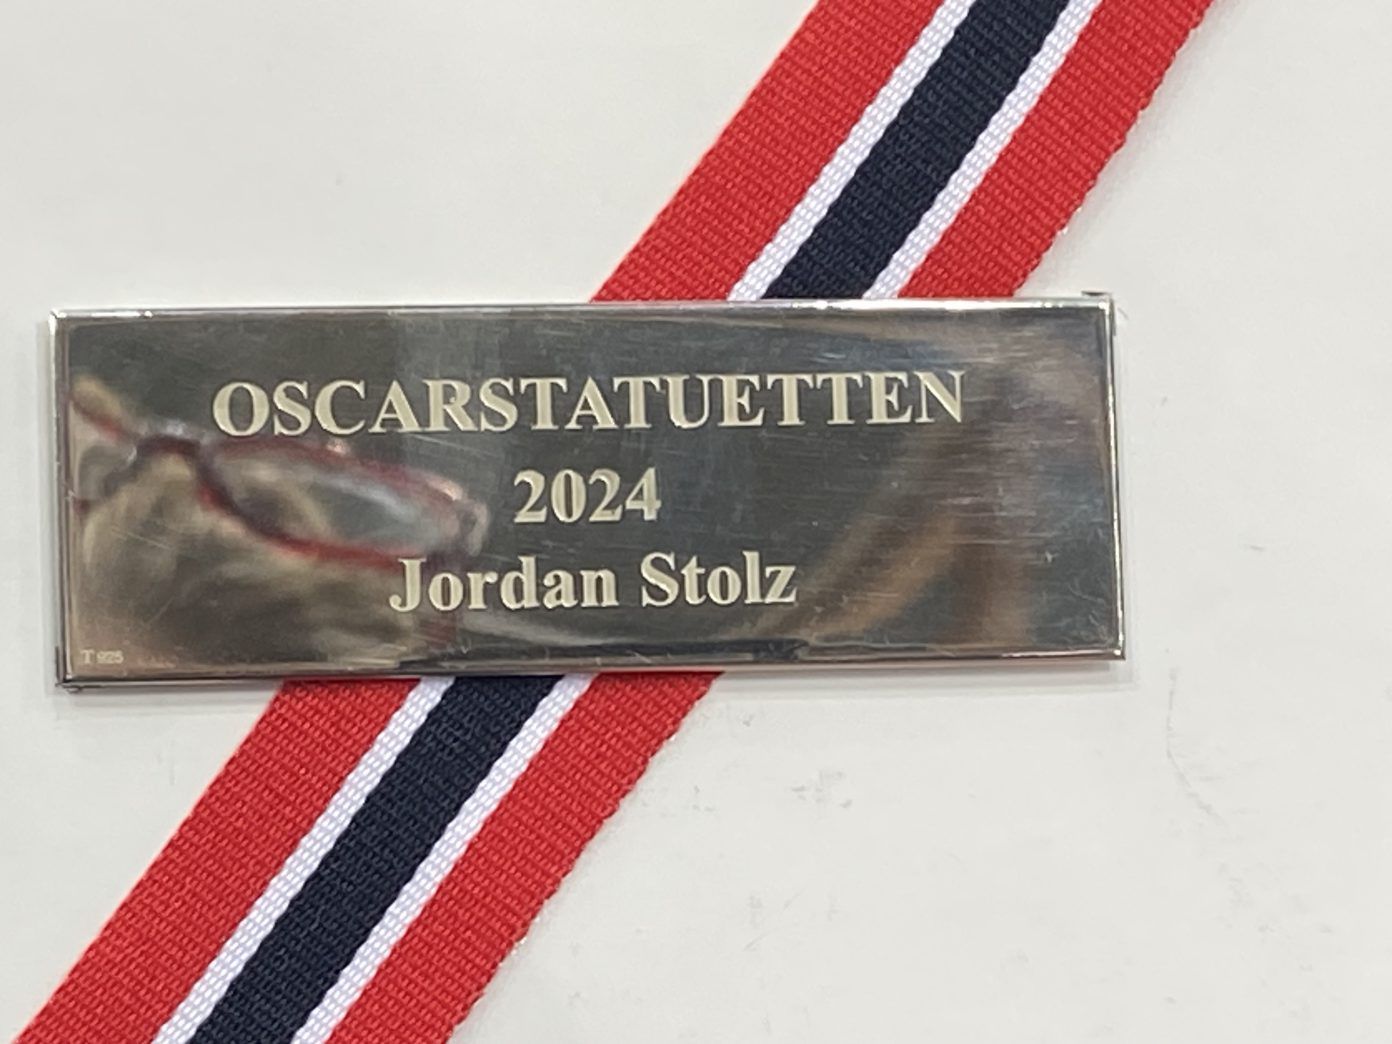 OSCARSTATUETTEN
2024
Jordan Stolz
T 925